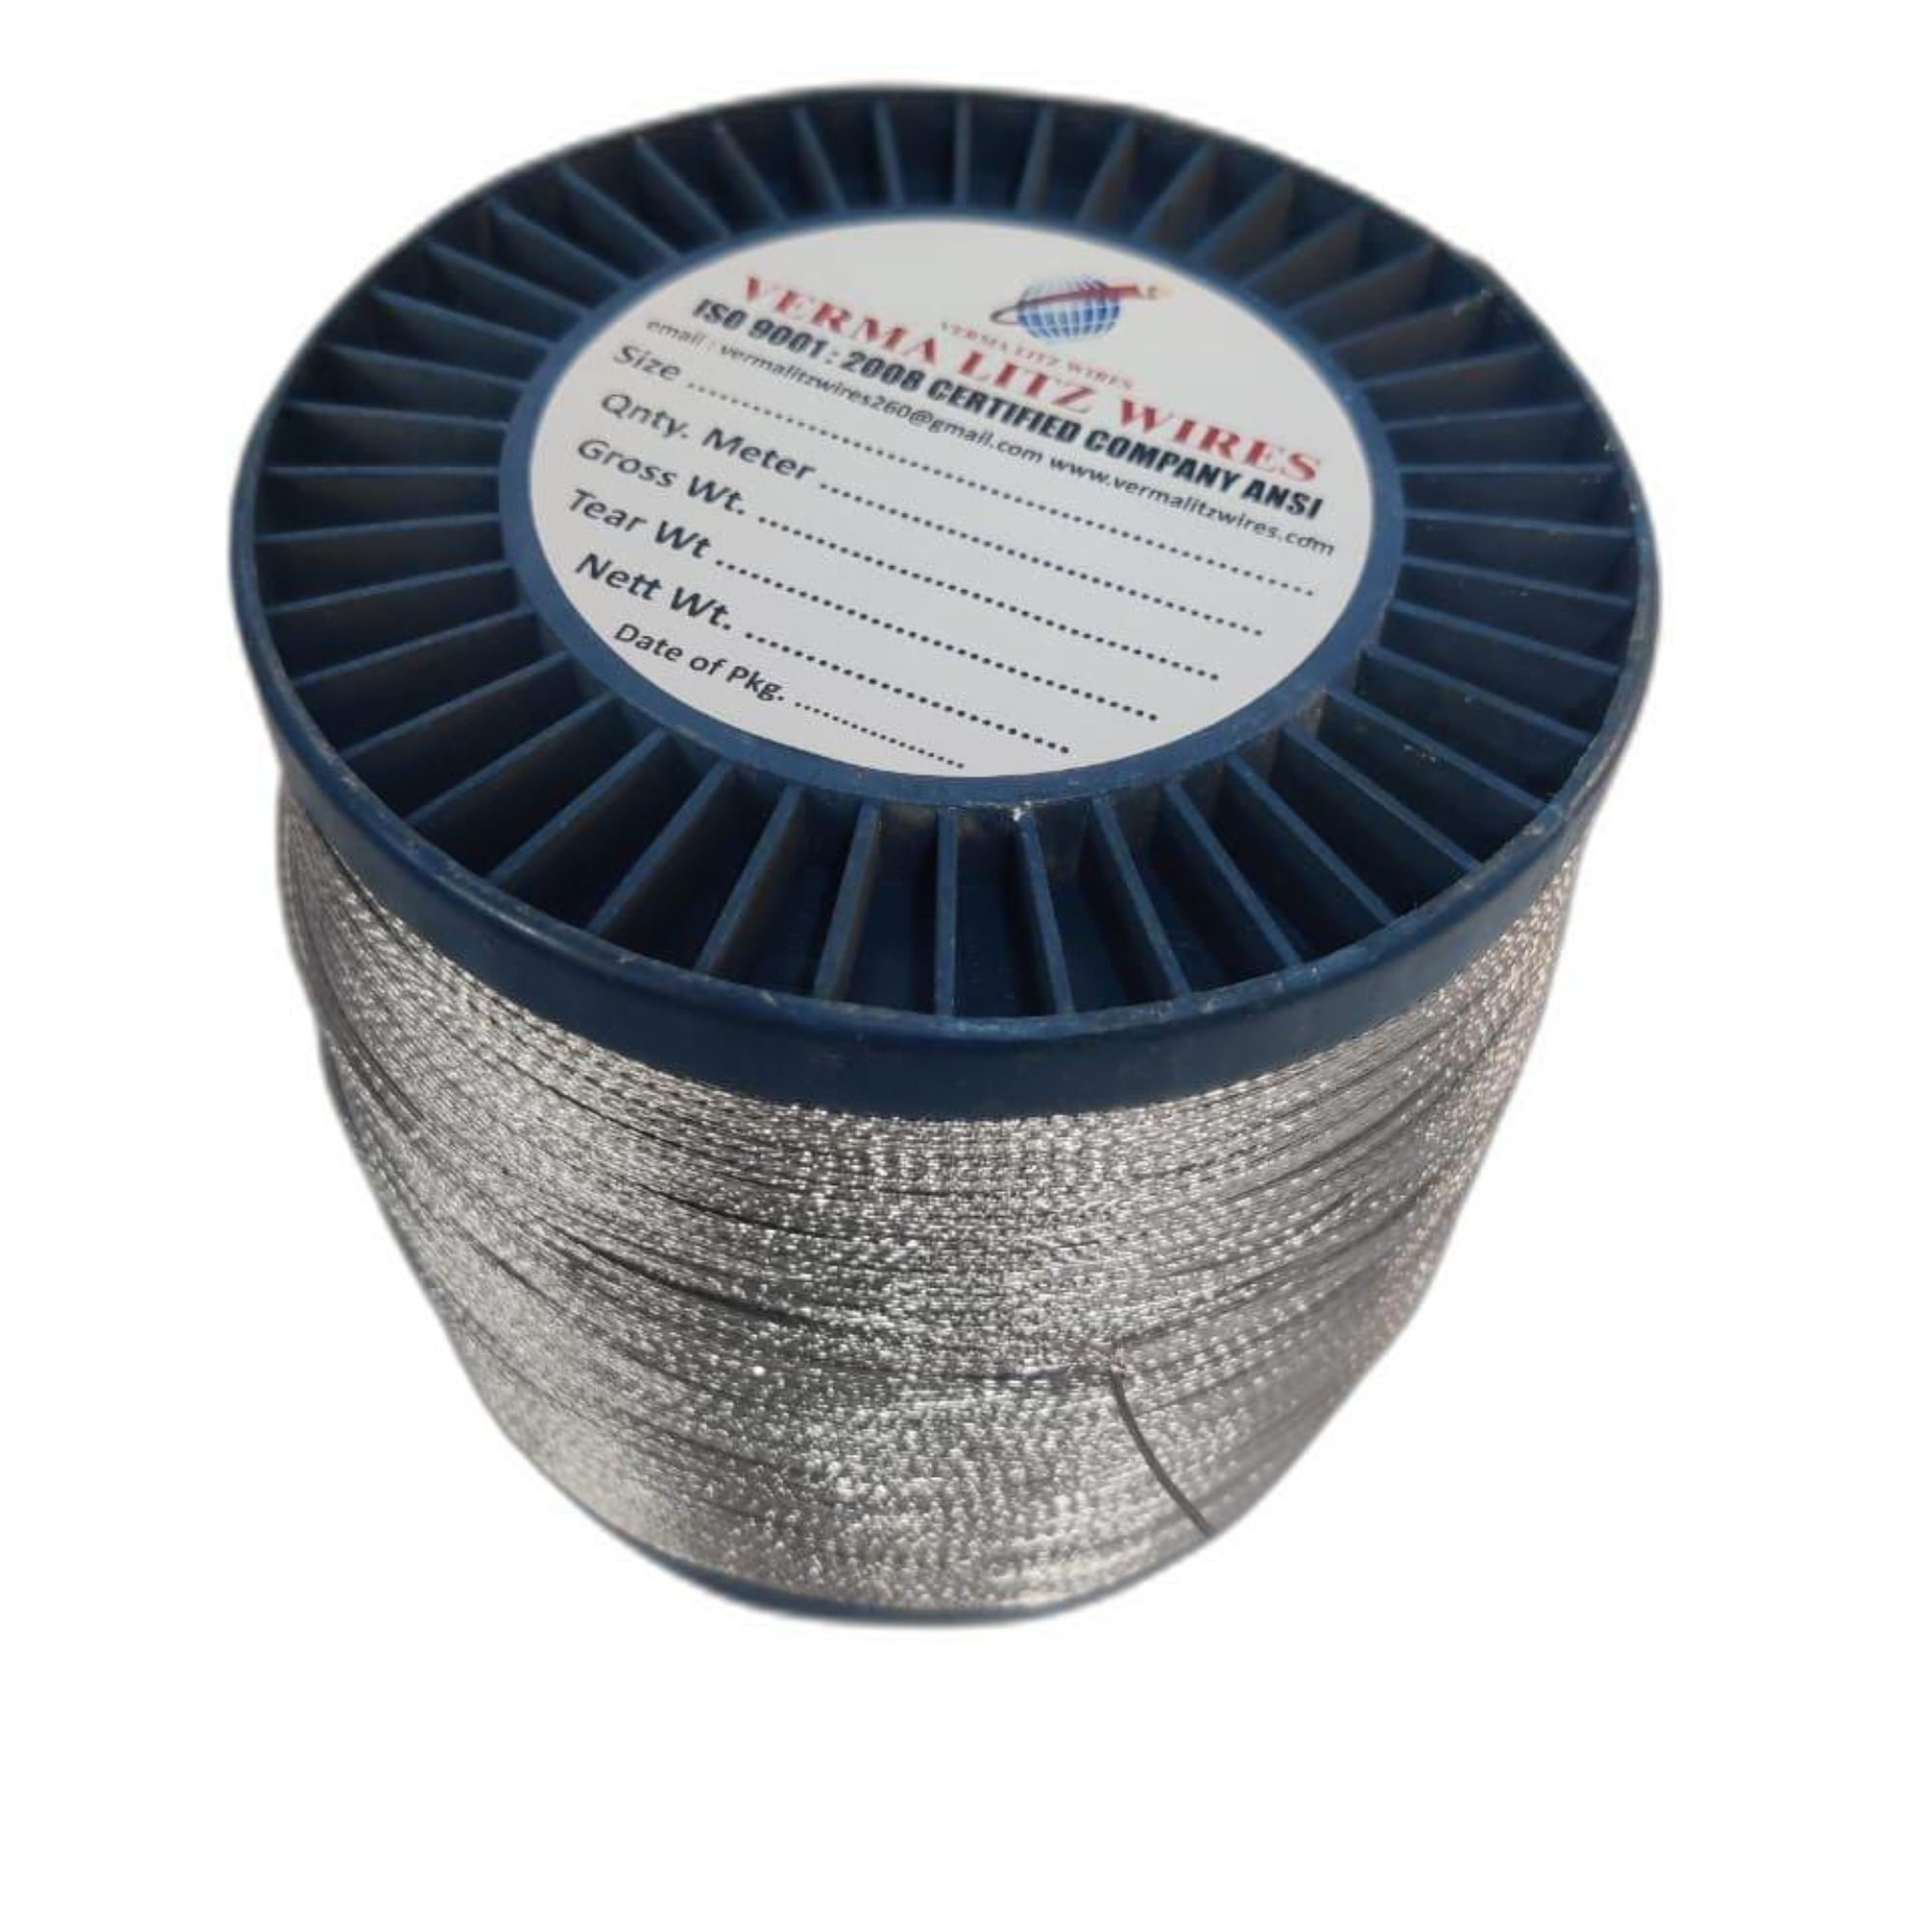 VERMA LITZ WIRES
VERMA LITZ WIRES
ISO 9001 : 2008 CERTIFIED COMPANY ANSI
email : vermalitzwires260@gmail.com www.vermalitzwires.com
Size ..........................................................
Qnty. Meter ..........................................
Gross Wt. ............................................
Tear Wt ..........................................
Nett Wt. ...............................
Date of Pkg. ....................